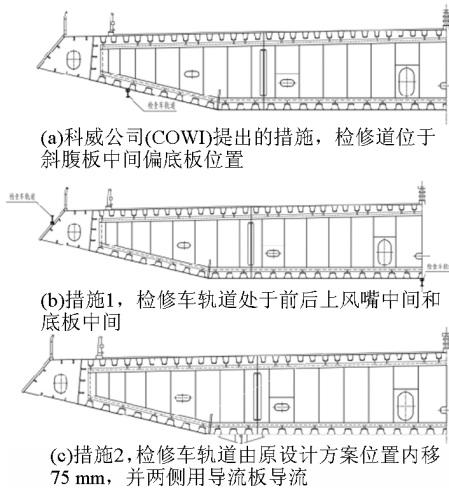 检查车轨道
(a)科威公司(COWI)提出的措施，检修道位于
斜腹板中间偏底板位置
检查车轨道
检查车轨道
(b)措施1，检修车轨道处于前后上风嘴中间和
底板中间
(c)措施2,检修车轨道由原设计方案位置内移
75 mm，并两侧用导流板导流